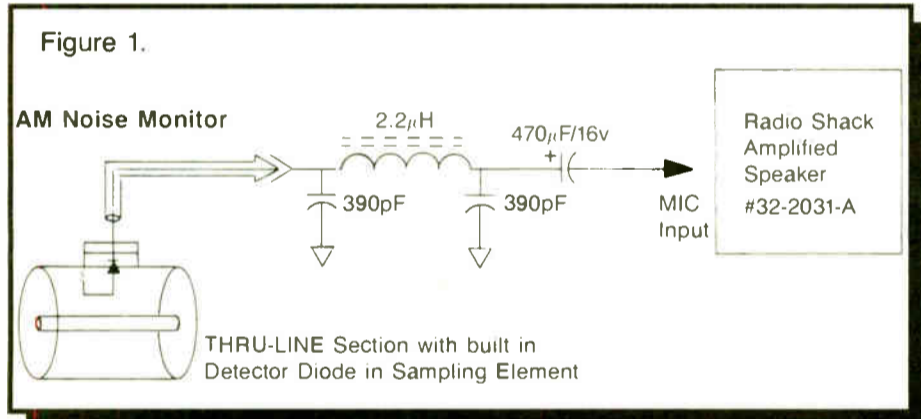 Figure 1.
AM Noise Monitor
2.2μH
470μF/16v
+
390pF
390pF
MIC
Input
Radio Shack
Amplified
Speaker
#32-2031-A
THRU-LINE Section with built in
Detector Diode in Sampling Element